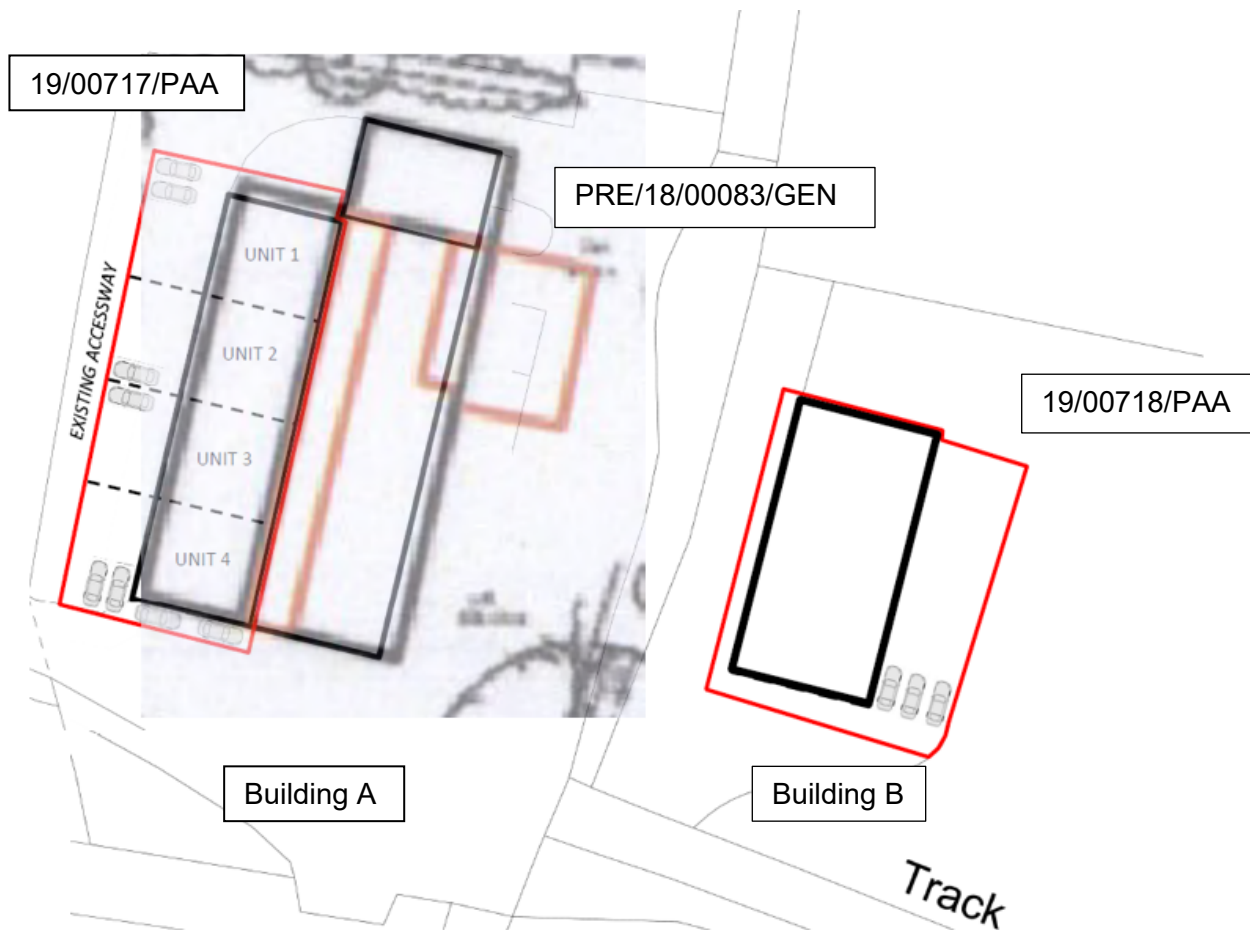 19/00717/PAA
PRE/18/00083/GEN
UNIT 1
EXISTING ACCESSWAY
UNIT 2
19/00718/PAA
UNIT 3
UNIT 4
Building A
Building B
Track